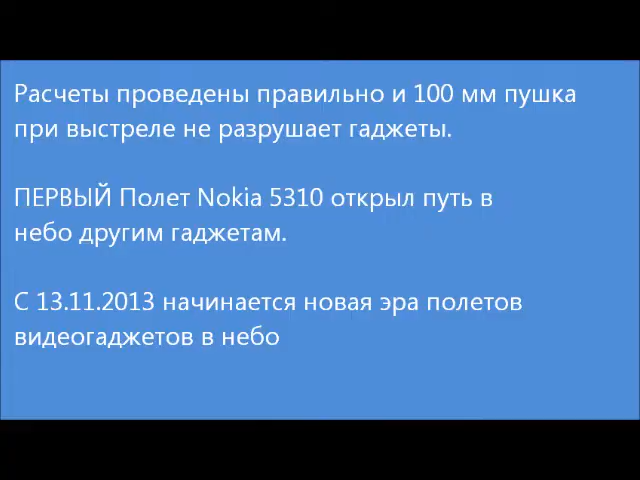 Расчеты проведены правильно и 100 мм пушка
при выстреле не разрушает гаджеты.
ПЕРВЫЙ Полет Nokia 5310 открыл путь в
небо другим гаджетам.
С 13.11.2013 начинается новая эра полетов
видеогаджетов в небо